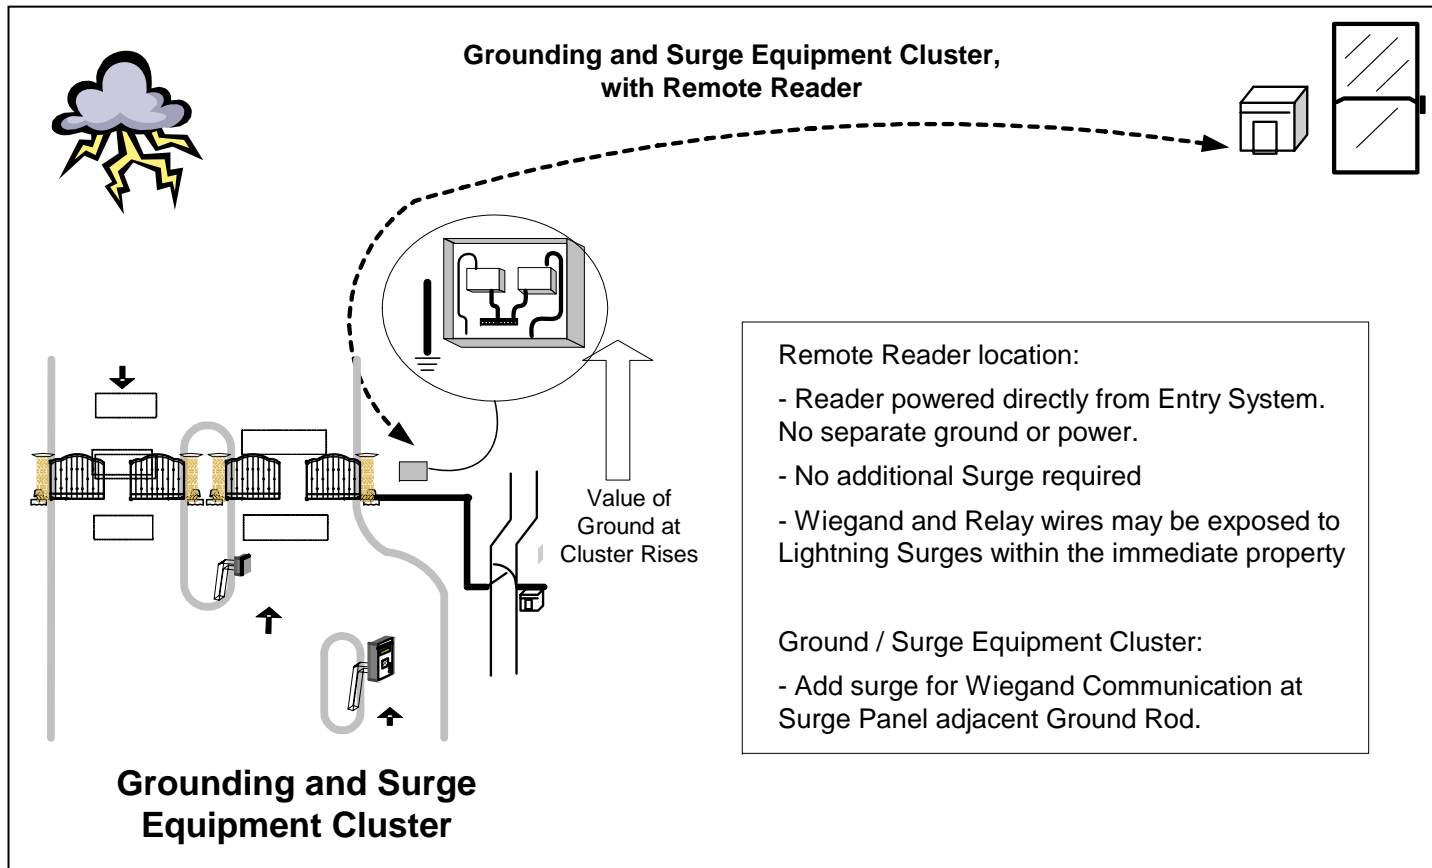 Grounding and Surge Equipment Cluster,
with Remote Reader
Value of
Ground at
Cluster Rises
Remote Reader location:
- Reader powered directly from Entry System.
No separate ground or power.
- No additional Surge required
- Wiegand and Relay wires may be exposed to
Lightning Surges within the immediate property
Ground / Surge Equipment Cluster:
- Add surge for Wiegand Communication at
Surge Panel adjacent Ground Rod.
Grounding and Surge
Equipment Cluster